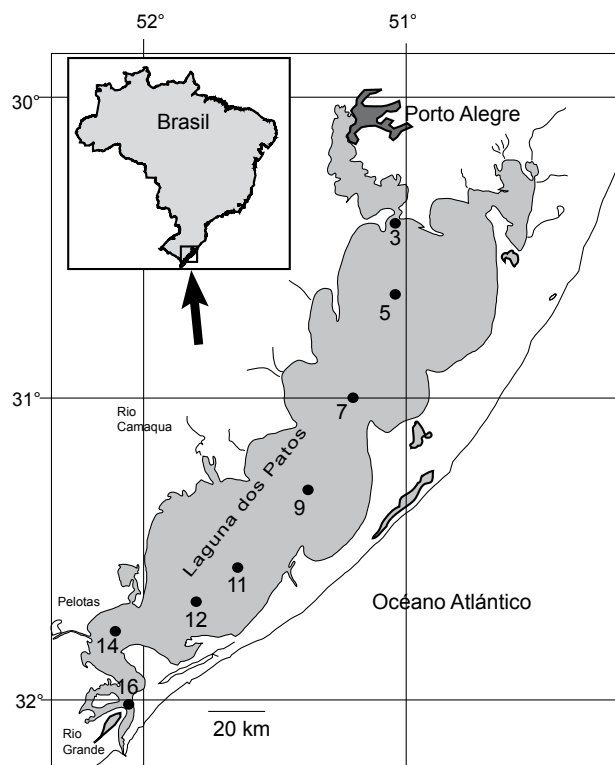 52°
51°
30°
Brasil
Porto Alegre
3
5
31°
7
Rio
Camaqua
Laguna dos Patos
9
11
Pelotas
12
Océano Atlántico
14
16
32°
20 km
Rio
Grande